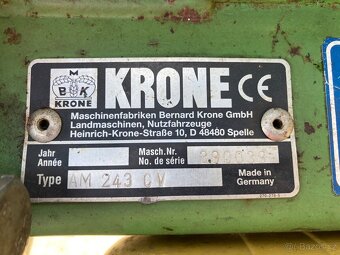 M
B K
KRONE
KRONE CE
Maschinenfabriken Bernard Krone GmbH
Landmaschinen, Nutzfahrzeuge
Heinrich-Krone-Straße 10, D 48480 Spelle
Jahr
Année
Masch.Nr.
No. de série
Type AM 243 CV
Made in
Germany